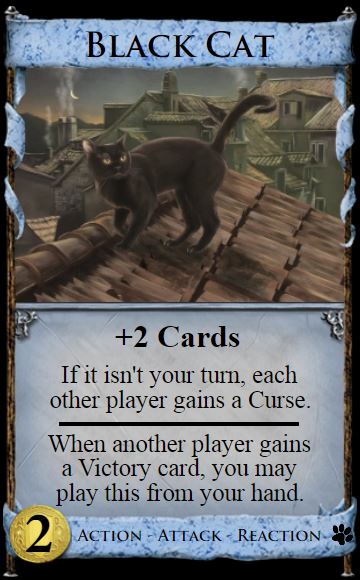 Black Cat
+2 Cards
If it isn't your turn, each
other player gains a Curse.
When another player gains
a Victory card, you may
play this from your hand.
2 Action - Attack - Reaction